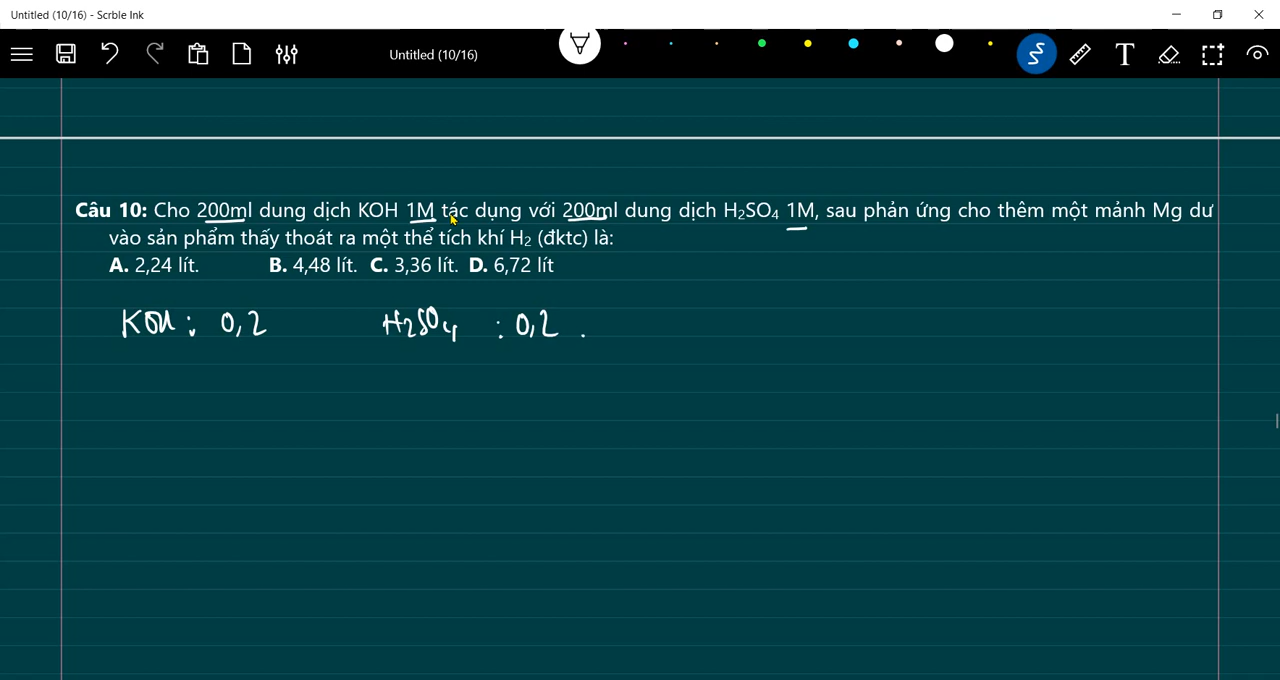 Untitled (10/16) - Scrble Ink
Untitled (10/16)
T
Câu 10: Cho 200ml dung dịch KOH 1M tác dụng với 200ml dung dịch H₂SO₄ 1M, sau phản ứng cho thêm một mảnh Mg dư
vào sản phẩm thấy thoát ra một thể tích khí H₂ (đktc) là:
A. 2,24 lít. B. 4,48 lít. C. 3,36 lít. D. 6,72 lít
KOH : 0,2 H₂SO₄ : 0,2 .